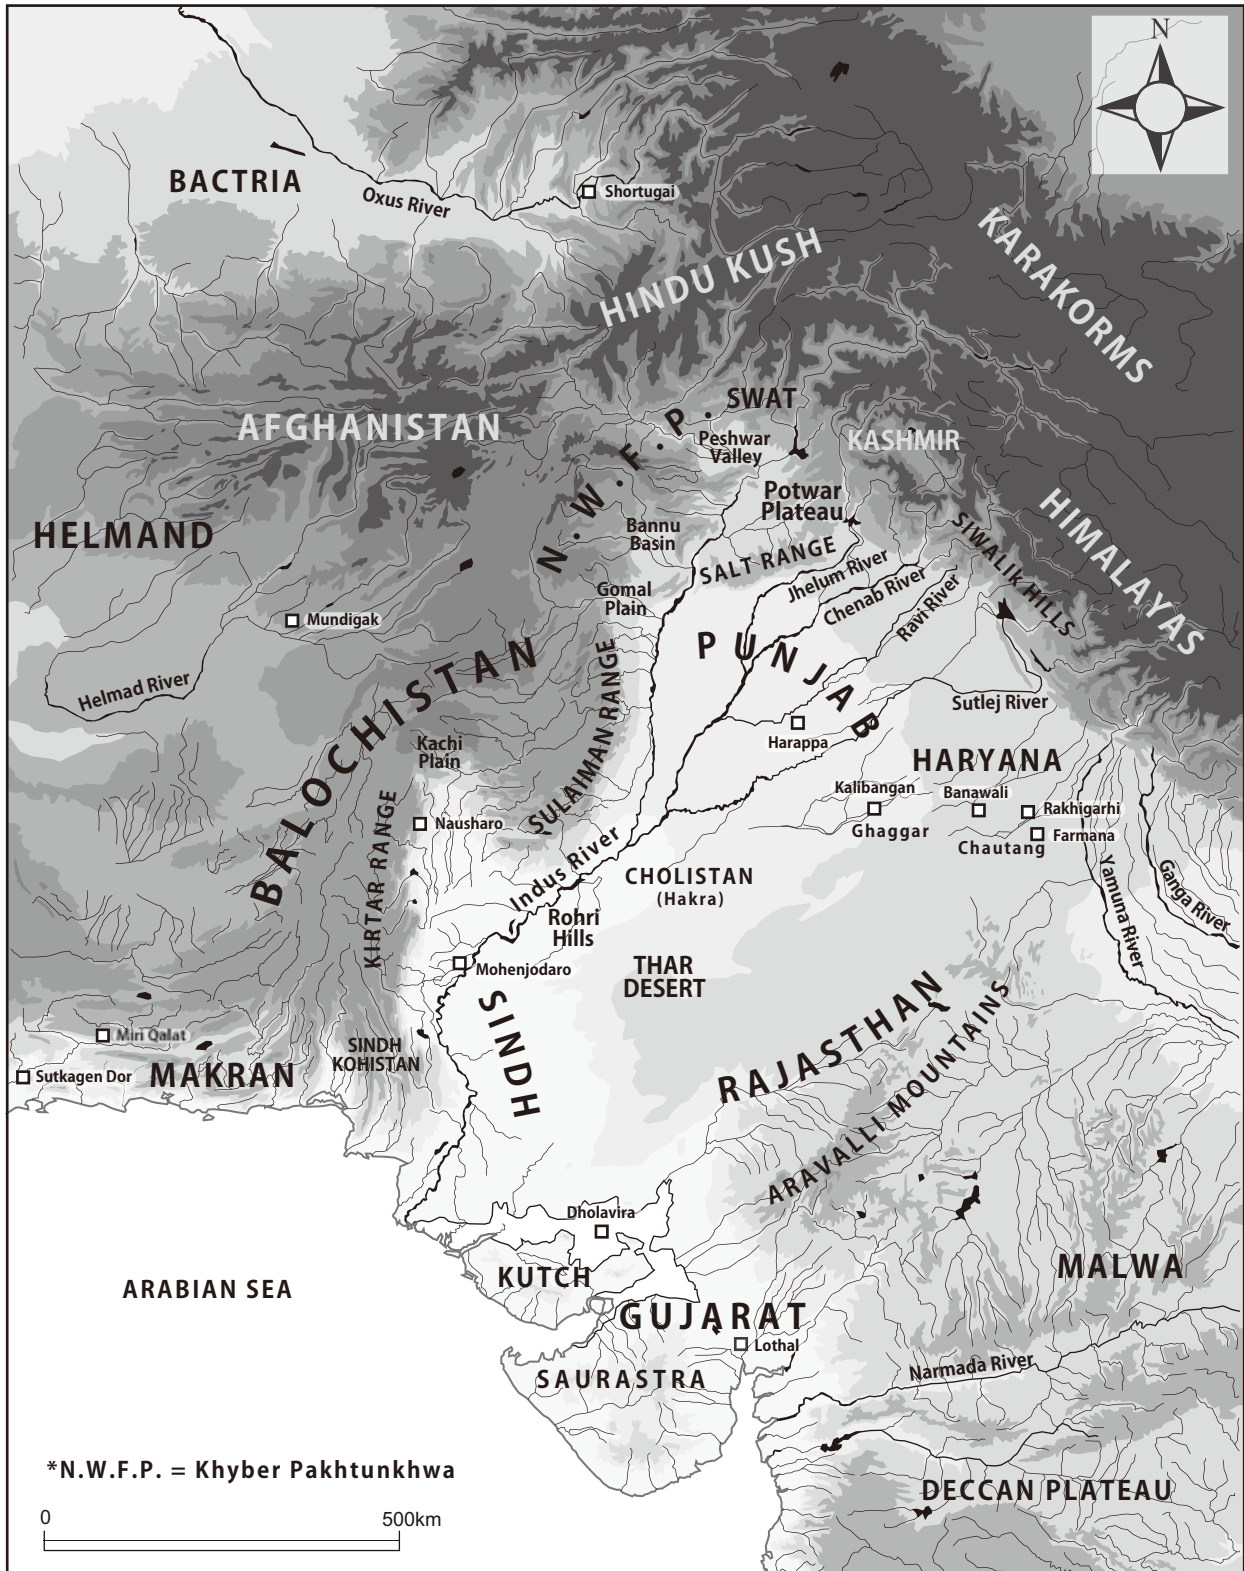 N
BACTRIA
Oxus River
Shortugai
KARAKORMS
HINDU KUSH
SWAT
AFGHANISTAN
N.W.F.P.
Peshwar
Valley
KASHMIR
Potwar
Plateau
HELMAND
Bannu
Basin
SIWALIK HILLS
HIMALAYAS
SALT RANGE
Jhelum River
Gomal
Plain
Chenab River
Ravi River
Mundigak
PUNJAB
BALOCHISTAN
Helmad River
SULAIMAN RANGE
Sutlej River
Harappa
Kachi
Plain
HARYANA
Kalibangan
Banawali
Rakhigarhi
Nausharo
Ghaggar
Farmana
Chautang
KIRTAR RANGE
Indus River
CHOLISTAN
(Hakra)
Yamuna River
Ganga River
Rohri
Hills
Mohenjodaro
THAR
DESERT
SINDH
RAJASTHAN
Miri Qalat
SINDH
KOHISTAN
Sutkagen Dor
MAKRAN
ARAVALLI MOUNTAINS
Dholavira
KUTCH
MALWA
ARABIAN SEA
GUJARAT
Lothal
SAURASTRA
Narmada River
*N.W.F.P. = Khyber Pakhtunkhwa
DECCAN PLATEAU
0
500km